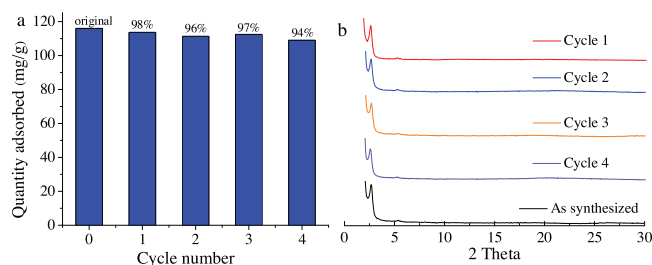 a
Quantity adsorbed (mg/g)
120
100
80
60
40
20
0
original
98%
96%
97%
94%
0 1 2 3 4
Cycle number
b
Cycle 1
Cycle 2
Cycle 3
Cycle 4
As synthesized
0 5 10 15 20 25 30
2 Theta